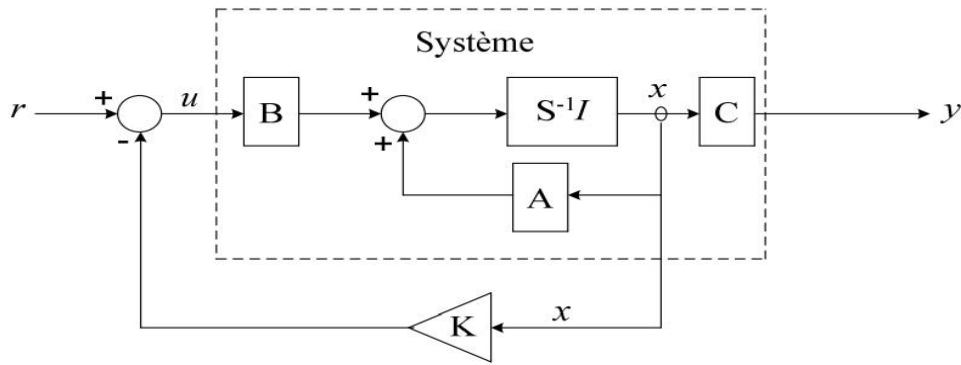 Système
r
+
-
u
B
+
+
S⁻¹I
x
C
y
A
K
x